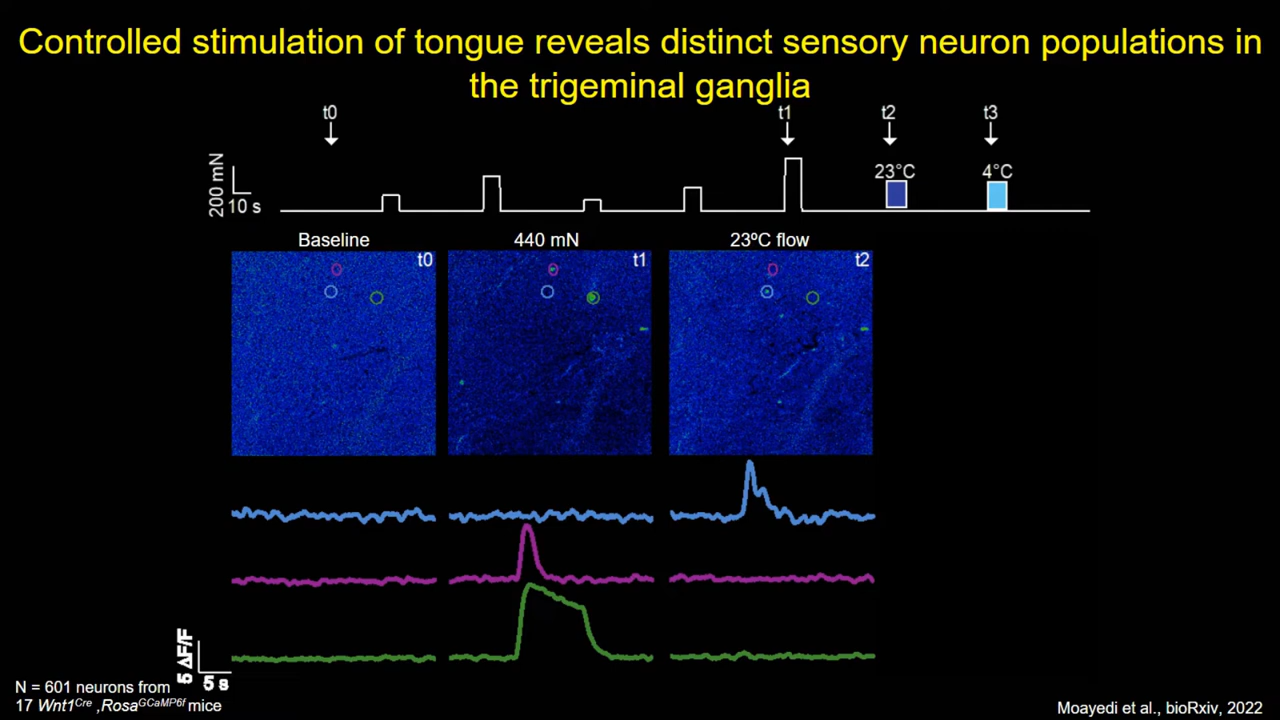 Controlled stimulation of tongue reveals distinct sensory neuron populations in
the trigeminal ganglia
t0
t1
t2
t3
200 mN
10 s
23°C
4°C
Baseline
440 mN
23ºC flow
t0
t1
t2
5 ΔF/F
5 s
N = 601 neurons from
17 Wnt1Cre ,RosaGCaMP6f mice
Moayedi et al., bioRxiv, 2022